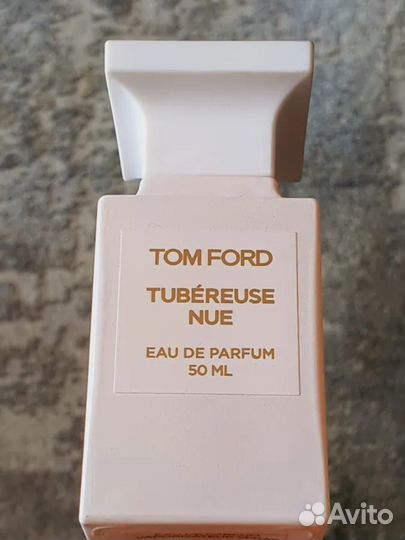 TOM FORD
TUBÉREUSE
NUE
EAU DE PARFUM
50 ML
Avito